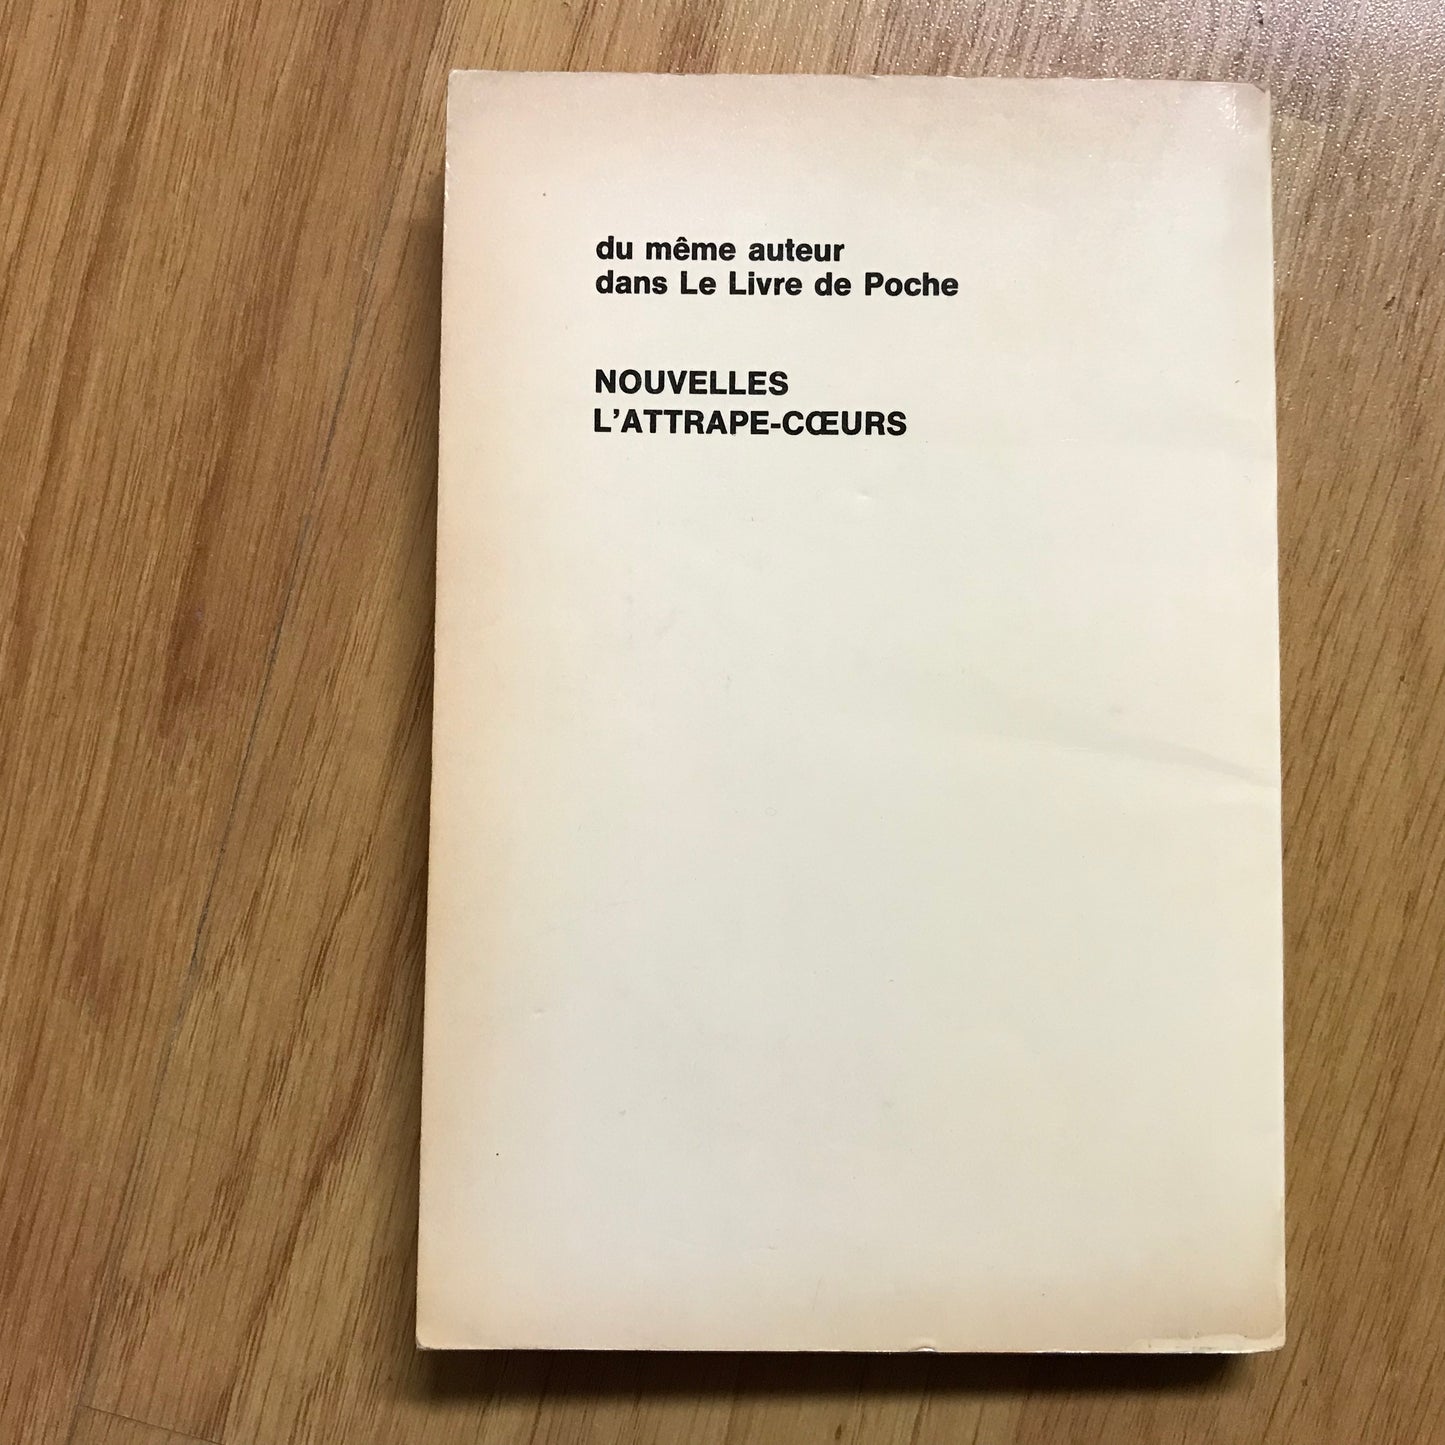 du même auteur
dans Le Livre de Poche
NOUVELLES
L'ATTRAPE-CŒURS